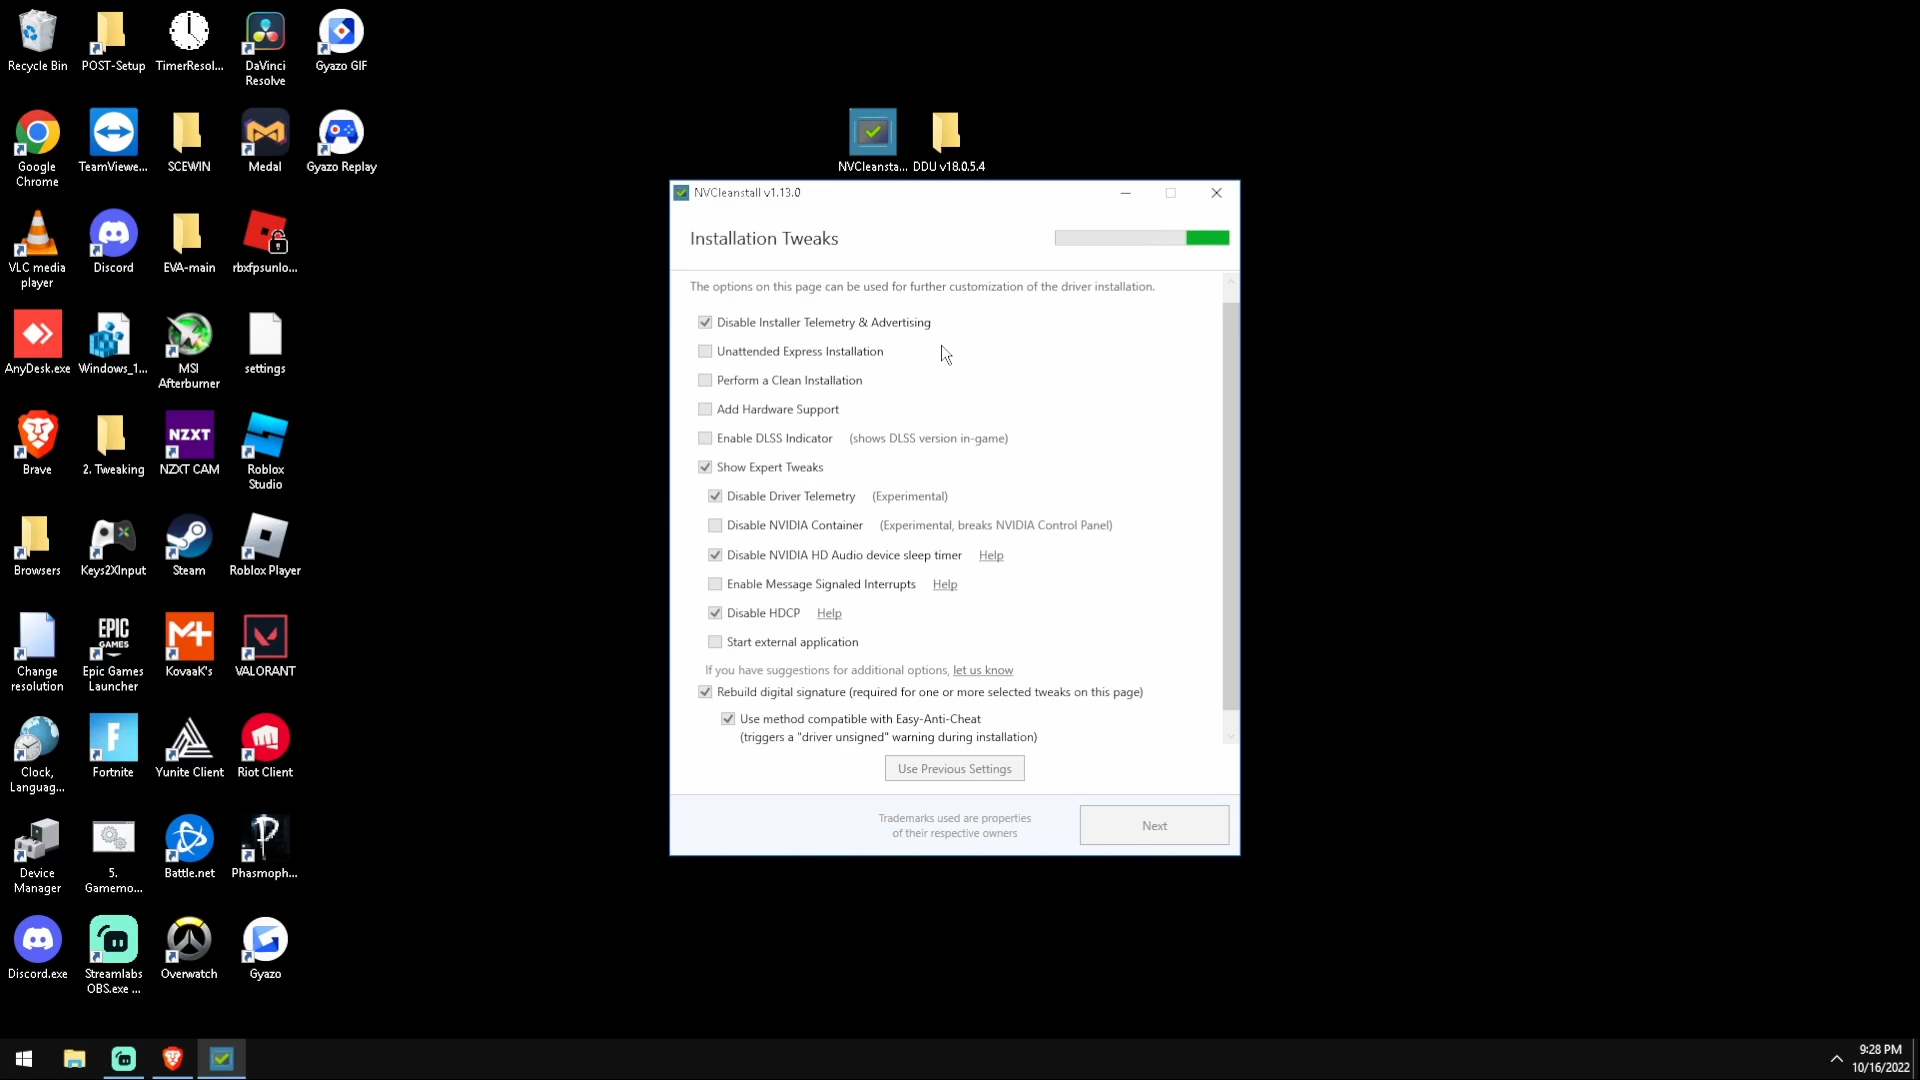 Recycle Bin
POST-Setup
TimerResol...
DaVinci
Resolve
Gyazo GIF
Google
Chrome
TeamViewe...
SCEWIN
Medal
Gyazo Replay
NVCleansta...
DDU v18.0.5.4
VLC media
player
Discord
EVA-main
rbxfpsunlo...
AnyDesk.exe
Windows_1...
MSI
Afterburner
settings
Brave
2. Tweaking
NZXT
NZXT CAM
Roblox
Studio
Browsers
Keys2XInput
Steam
Roblox Player
Change
resolution
EPIC
GAMES
Epic Games
Launcher
KovaaK's
VALORANT
Clock,
Languag...
Fortnite
Yunite Client
Riot Client
Device
Manager
5.
Gamemo...
Battle.net
Phasmoph...
Discord.exe
Streamlabs
OBS.exe ...
Overwatch
Gyazo
NVCleanstall v1.13.0
Installation Tweaks
The options on this page can be used for further customization of the driver installation.
Disable Installer Telemetry & Advertising
Unattended Express Installation
Perform a Clean Installation
Add Hardware Support
Enable DLSS Indicator (shows DLSS version in-game)
Show Expert Tweaks
Disable Driver Telemetry (Experimental)
Disable NVIDIA Container (Experimental, breaks NVIDIA Control Panel)
Disable NVIDIA HD Audio device sleep timer Help
Enable Message Signaled Interrupts Help
Disable HDCP Help
Start external application
If you have suggestions for additional options, let us know
Rebuild digital signature (required for one or more selected tweaks on this page)
Use method compatible with Easy-Anti-Cheat
(triggers a "driver unsigned" warning during installation)
Use Previous Settings
Trademarks used are properties
of their respective owners
Next
9:28 PM
10/16/2022